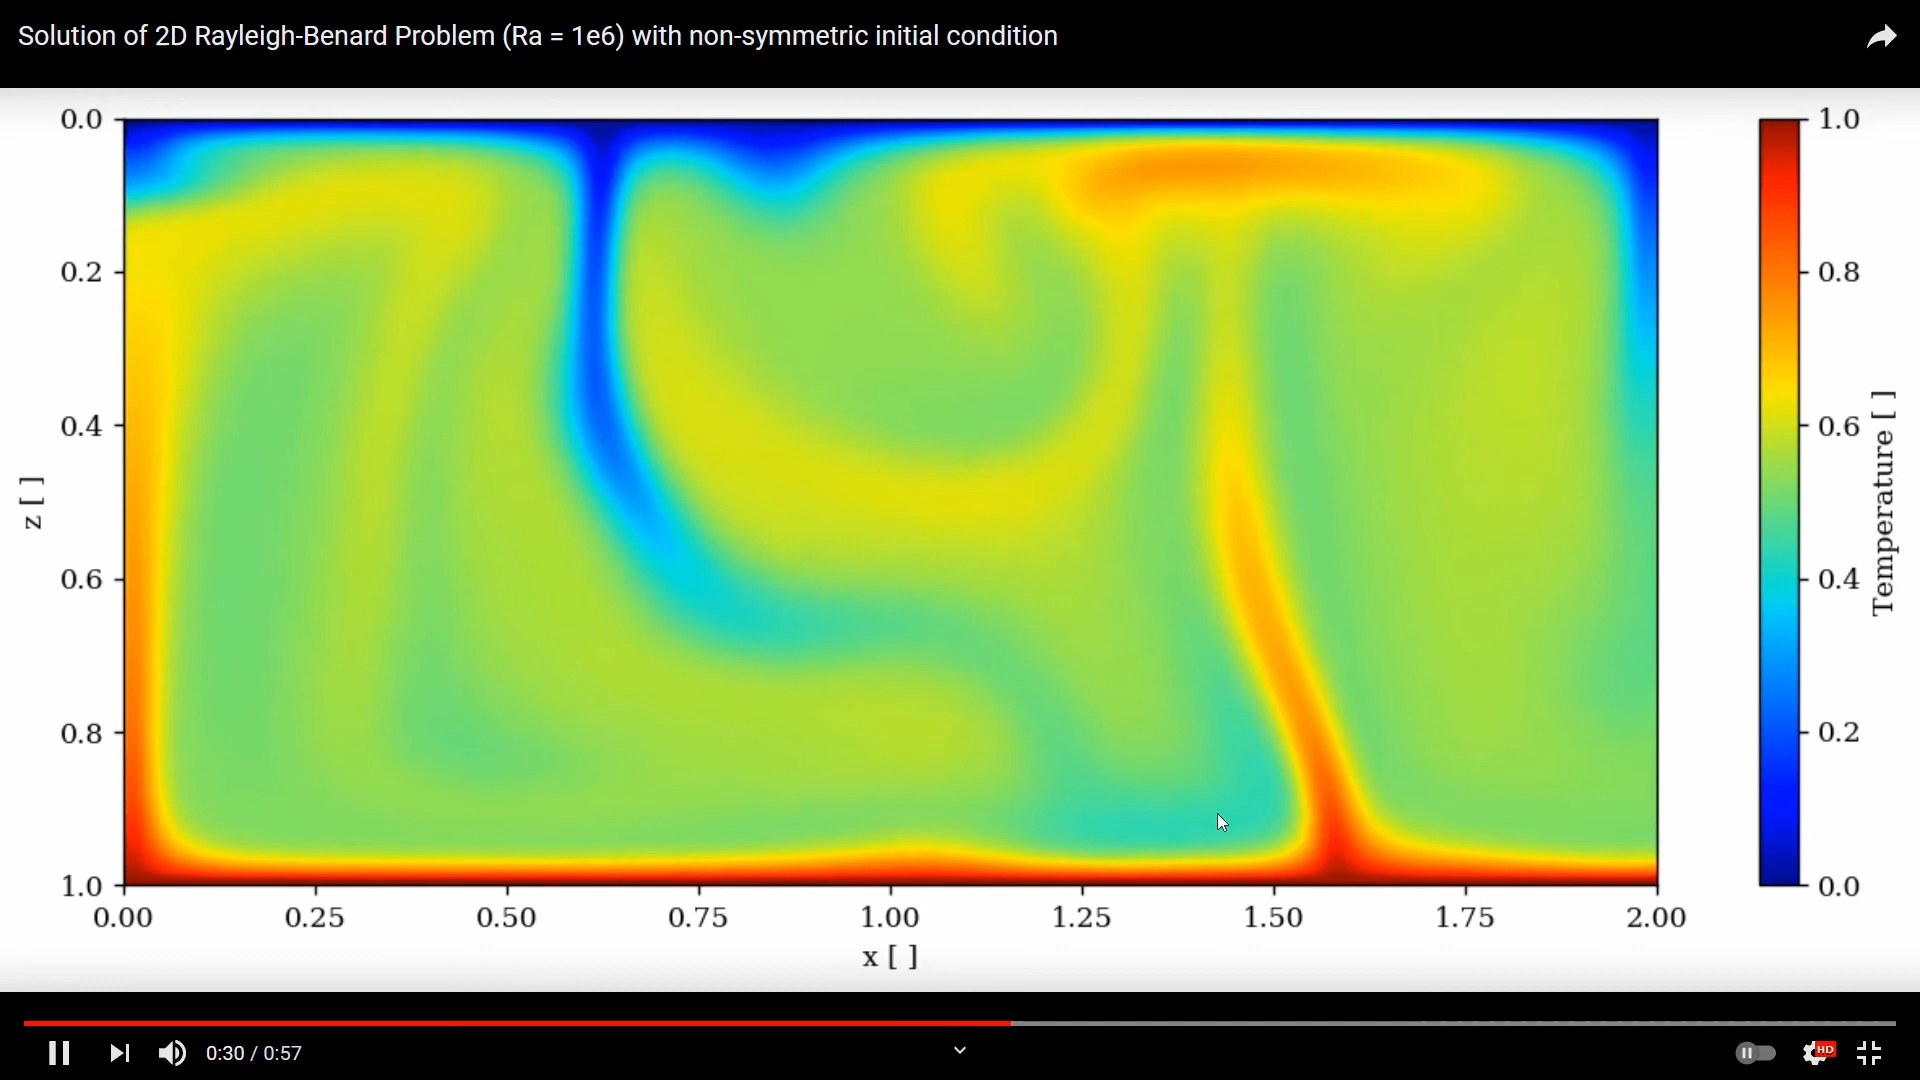 Solution of 2D Rayleigh-Benard Problem (Ra = 1e6) with non-symmetric initial condition
0.0
0.2
0.4
0.6
0.8
1.0
z [ ]
0.00 0.25 0.50 0.75 1.00 1.25 1.50 1.75 2.00
x [ ]
1.0
0.8
0.6
0.4
0.2
0.0
Temperature [ ]
0:30 / 0:57
HD